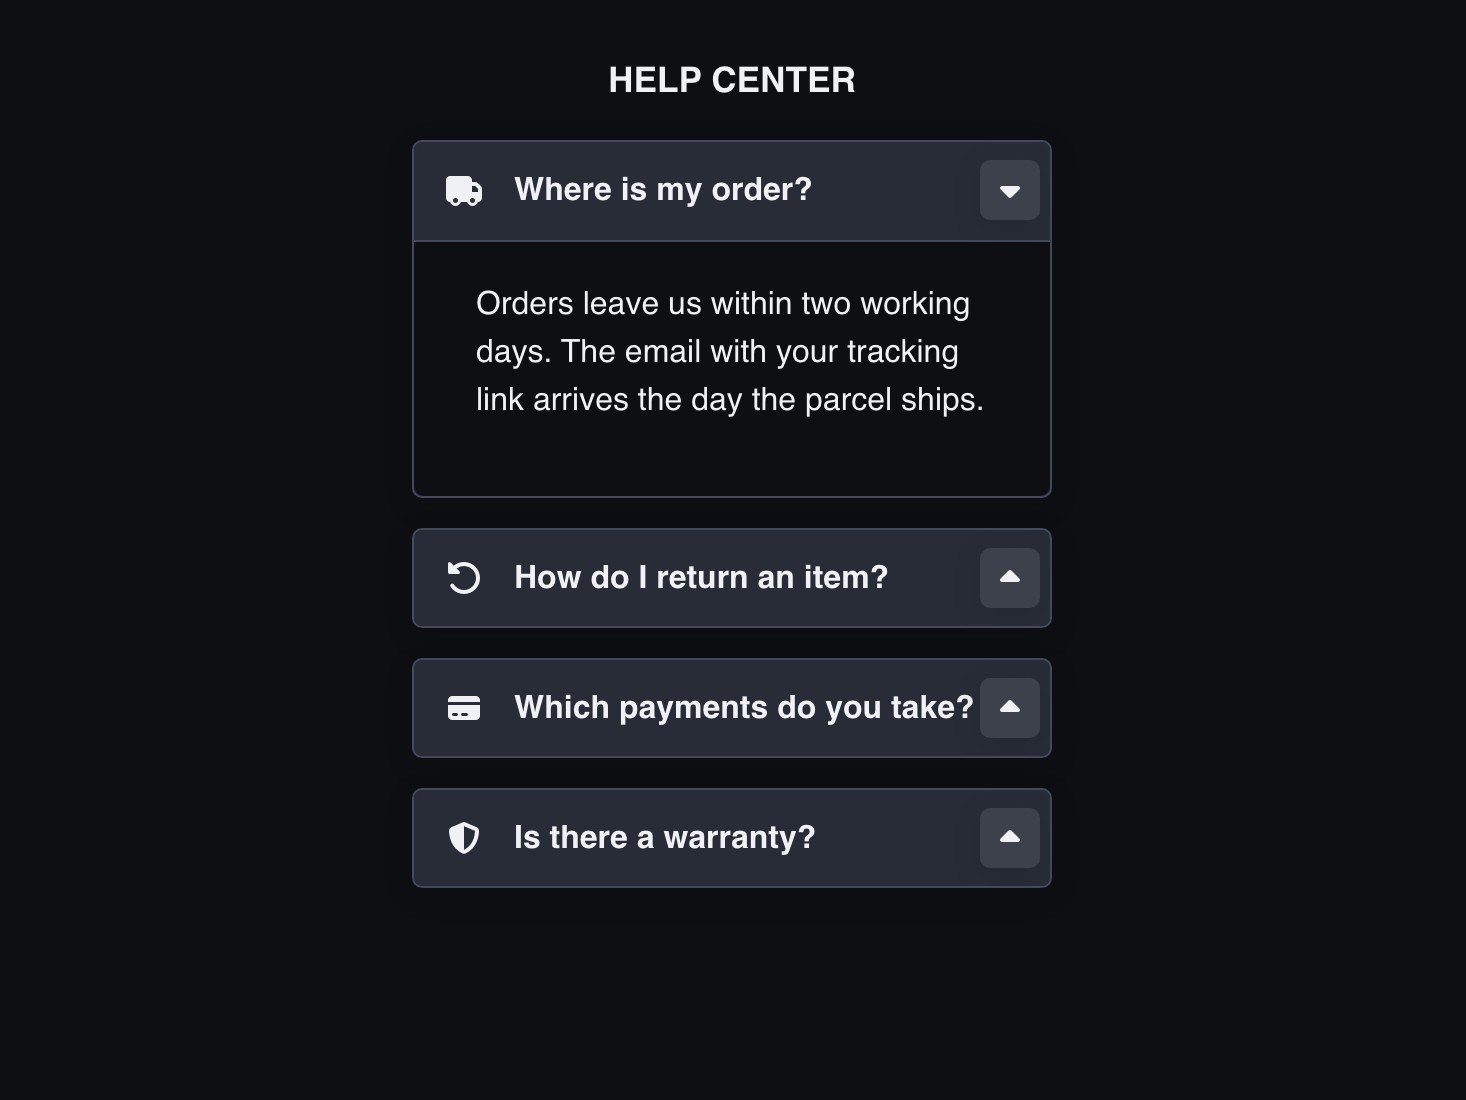 HELP CENTER
Where is my order?
Orders leave us within two working
days. The email with your tracking
link arrives the day the parcel ships.
How do I return an item?
Which payments do you take?
Is there a warranty?